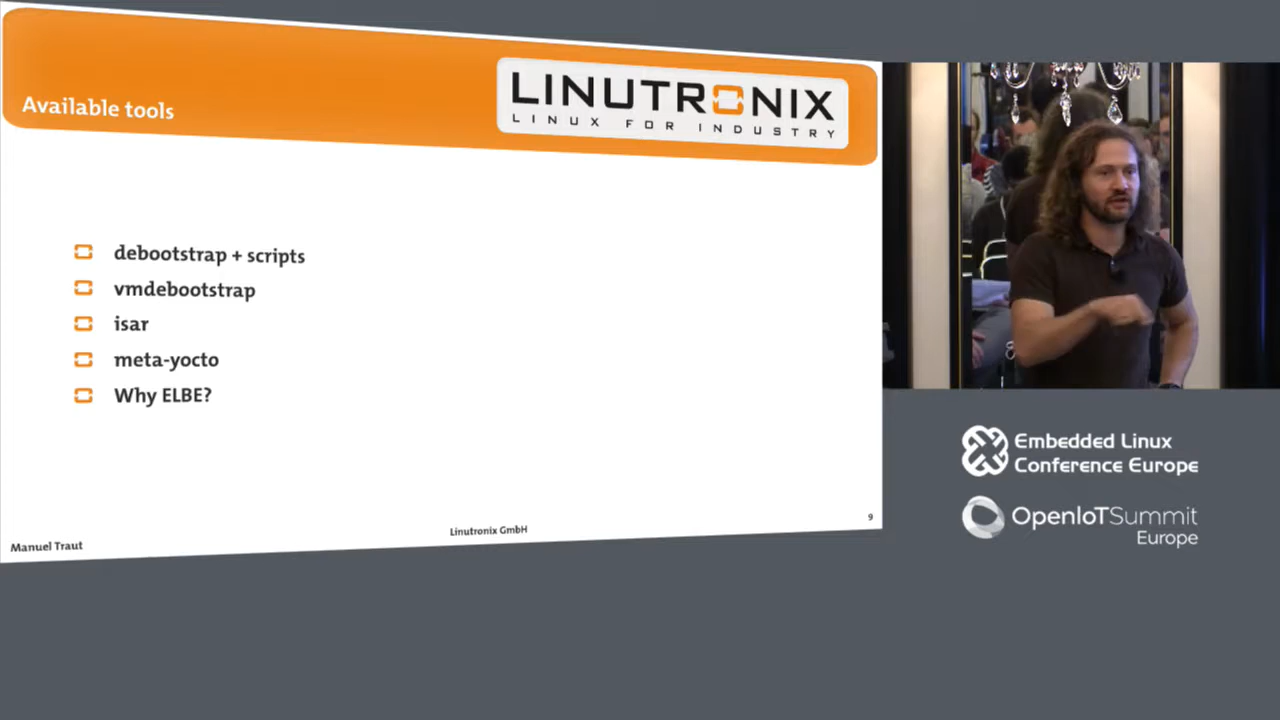 Available tools
LINUTRONIX
LINUX FOR INDUSTRY
debootstrap + scripts
vmdebootstrap
isar
meta-yocto
Why ELBE?
Manuel Traut
Linutronix GmbH
9
Embedded Linux
Conference Europe
OpenIoTSummit
Europe